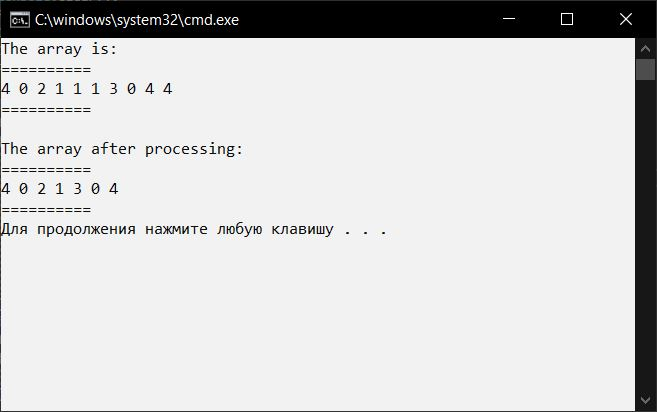 C:\windows\system32\cmd.exe
The array is:
==========
4 0 2 1 1 1 3 0 4 4
==========
The array after processing:
==========
4 0 2 1 3 0 4
==========
Для продолжения нажмите любую клавишу . . .